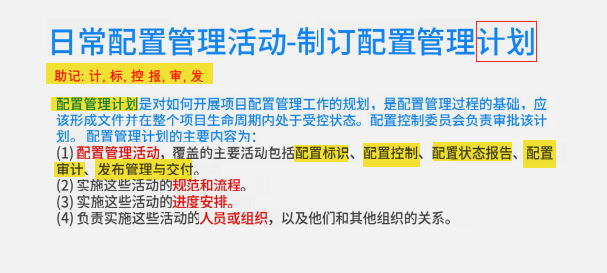 日常配置管理活动-制订配置管理计划
助记: 计, 标, 控 报, 审, 发
配置管理计划是对如何开展项目配置管理工作的规划，是配置管理过程的基础，应
该形成文件并在整个项目生命周期内处于受控状态。配置控制委员会负责审批该计
划。 配置管理计划的主要内容为：
(1) 配置管理活动，覆盖的主要活动包括配置标识、配置控制、配置状态报告、配置
审计、发布管理与交付。
(2) 实施这些活动的规范和流程。
(3) 实施这些活动的进度安排。
(4) 负责实施这些活动的人员或组织，以及他们和其他组织的关系。